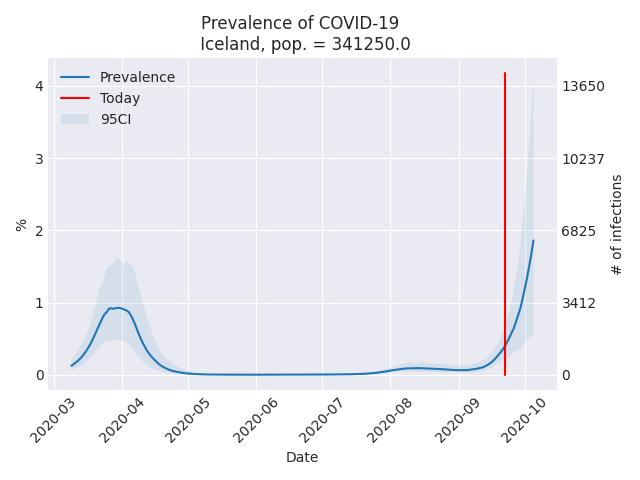 Prevalence of COVID-19
Iceland, pop. = 341250.0
Prevalence
Today
95CI
4
3
2
1
0
%
13650
10237
6825
3412
0
# of infections
2020-03
2020-04
2020-05
2020-06
2020-07
2020-08
2020-09
2020-10
Date